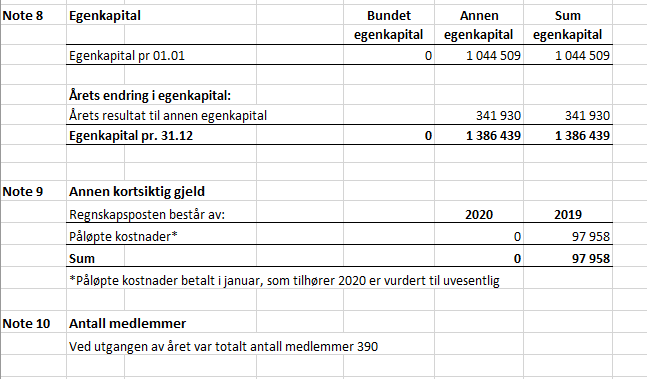 Note 8 Egenkapital Bundet Annen Sum
egenkapital egenkapital egenkapital
Egenkapital pr 01.01 0 1 044 509 1 044 509
Årets endring i egenkapital:
Årets resultat til annen egenkapital 341 930 341 930
Egenkapital pr. 31.12 0 1 386 439 1 386 439
Note 9 Annen kortsiktig gjeld
Regnskapsposten består av: 2020 2019
Påløpte kostnader* 0 97 958
Sum 0 97 958
*Påløpte kostnader betalt i januar, som tilhører 2020 er vurdert til uvesentlig
Note 10 Antall medlemmer
Ved utgangen av året var totalt antall medlemmer 390